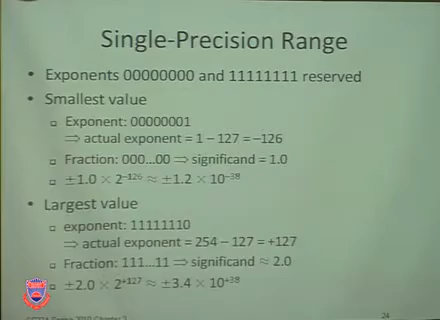 Single-Precision Range
• Exponents 00000000 and 11111111 reserved
• Smallest value
❑ Exponent: 00000001
⇒ actual exponent = 1 – 127 = –126
❑ Fraction: 000...00 ⇒ significand = 1.0
❑ ±1.0 × 2⁻¹²⁶ ≈ ±1.2 × 10⁻³⁸
• Largest value
❑ exponent: 11111110
⇒ actual exponent = 254 – 127 = +127
❑ Fraction: 111...11 ⇒ significand ≈ 2.0
❑ ±2.0 × 2⁺¹²⁷ ≈ ±3.4 × 10⁺³⁸
24